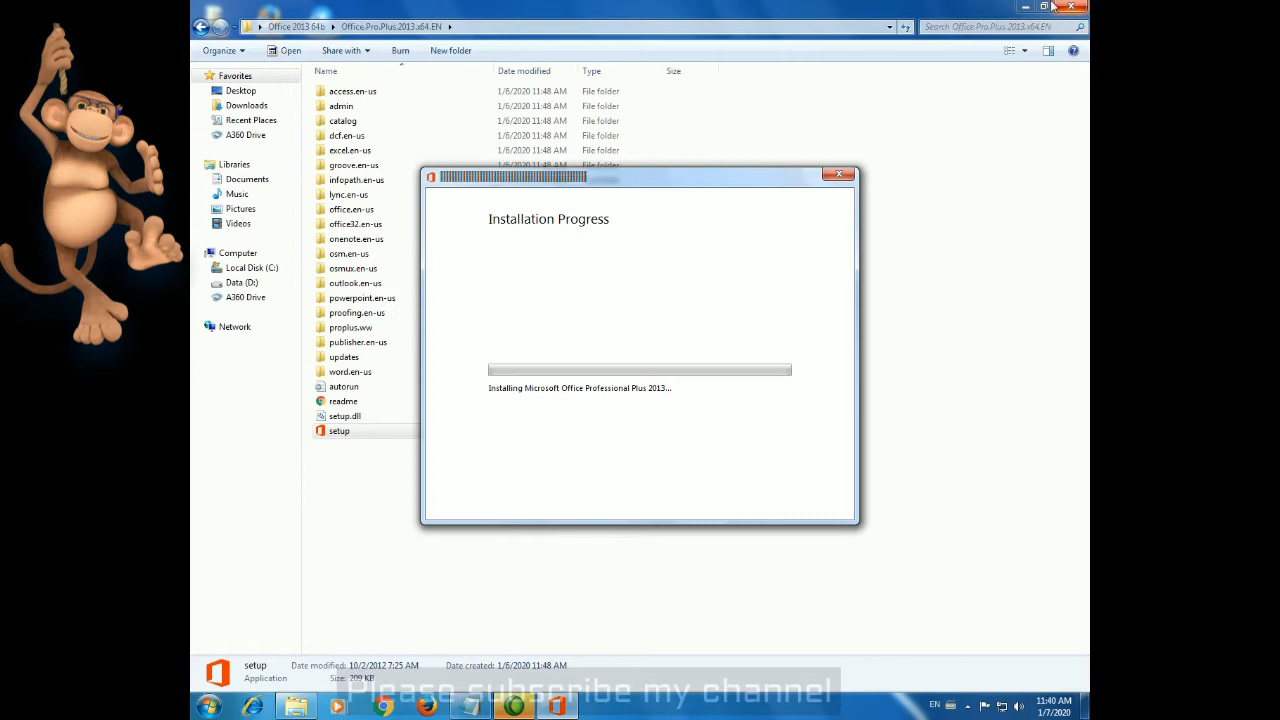 Office 2013 64b Office.Pro.Plus.2013.x64.EN Search Office.Pro.Plus.2013.x64.EN
Organize Open Share with Burn New folder
Name Date modified Type Size
Favorites
Desktop
Downloads
Recent Places
A360 Drive
Libraries
Documents
Music
Pictures
Videos
Computer
Local Disk (C:)
Data (D:)
A360 Drive
Network
access.en-us 1/6/2020 11:48 AM File folder
admin 1/6/2020 11:48 AM File folder
catalog 1/6/2020 11:48 AM File folder
dcf.en-us 1/6/2020 11:48 AM File folder
excel.en-us 1/6/2020 11:48 AM File folder
groove.en-us 1/6/2020 11:48 AM File folder
infopath.en-us
lync.en-us
office.en-us
office32.en-us
onenote.en-us
osm.en-us
osmux.en-us
outlook.en-us
powerpoint.en-us
proofing.en-us
proplus.ww
publisher.en-us
updates
word.en-us
autorun
readme
setup.dll
setup
Installation Progress
Installing Microsoft Office Professional Plus 2013...
setup Date modified: 10/2/2012 7:25 AM Date created: 1/6/2020 11:48 AM
Application Size: 209 KB
Please subscribe my channel
EN 11:40 AM
1/7/2020